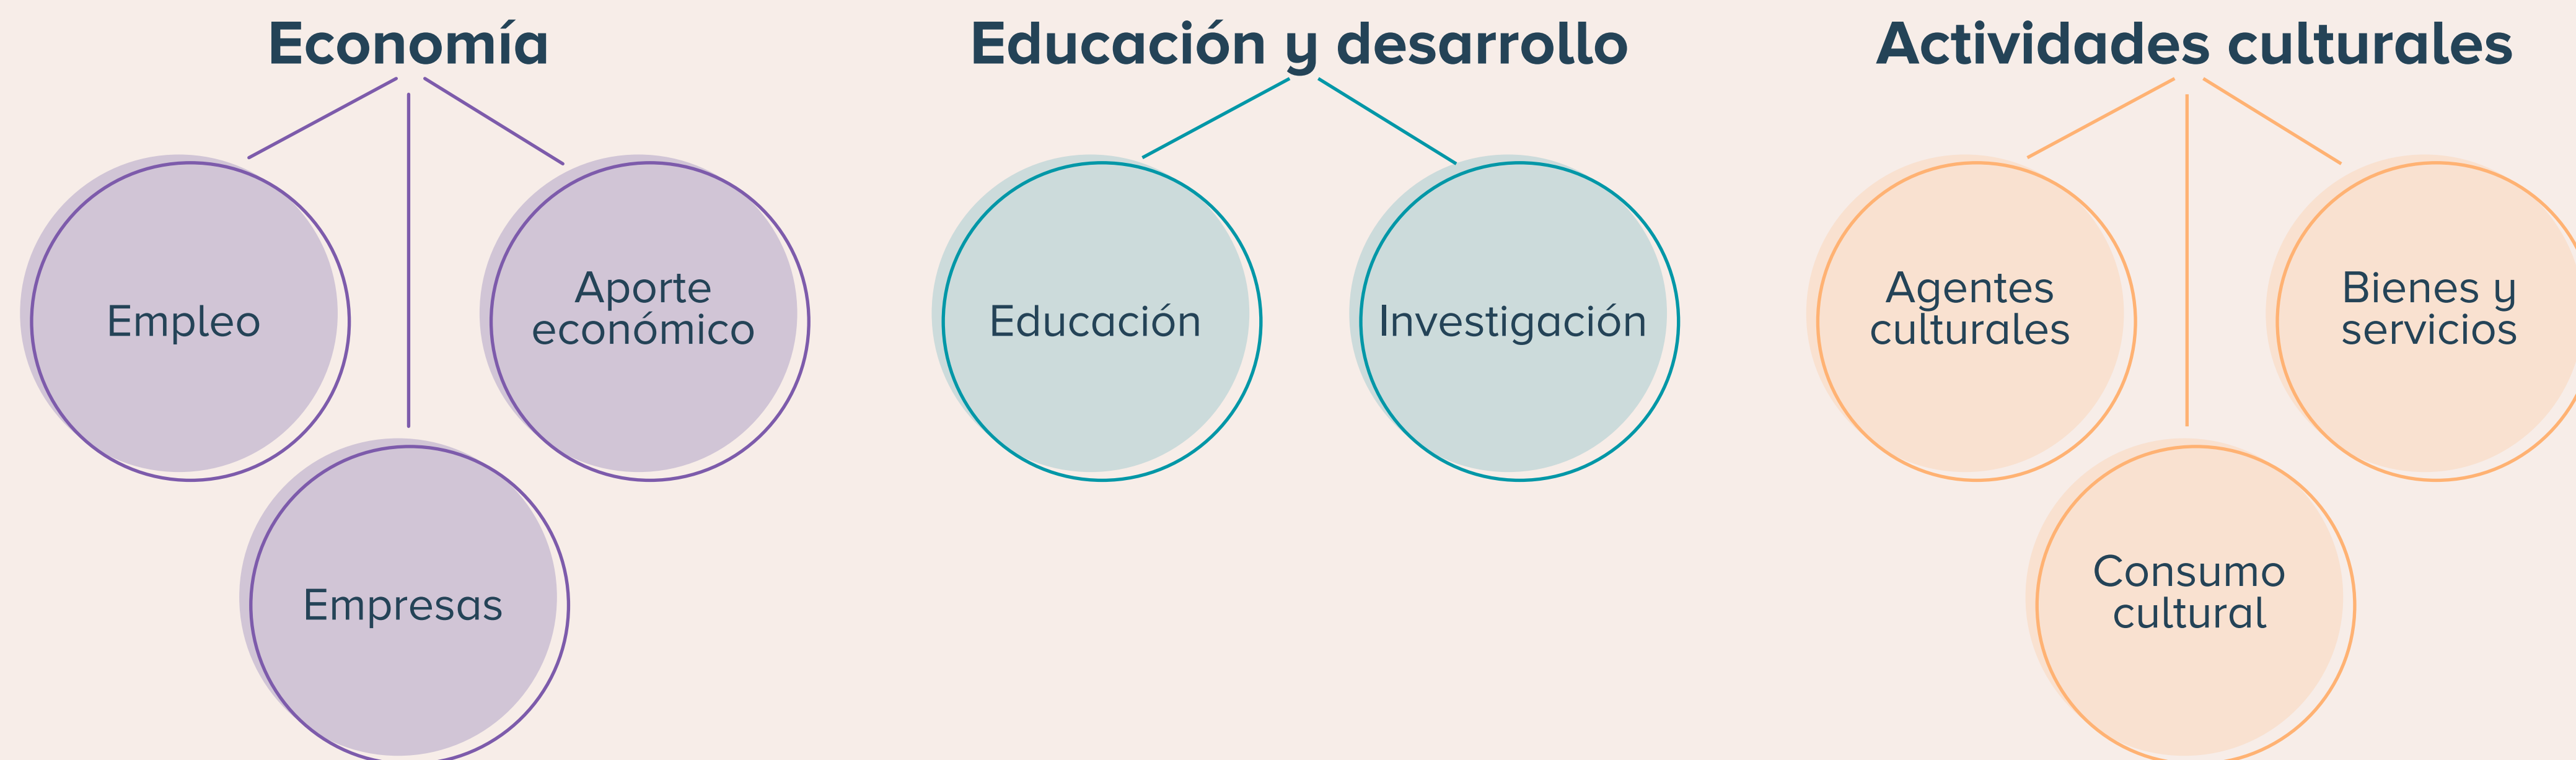 Economía
Empleo
Aporte
económico
Empresas
Educación y desarrollo
Educación
Investigación
Actividades culturales
Agentes
culturales
Bienes y
servicios
Consumo
cultural